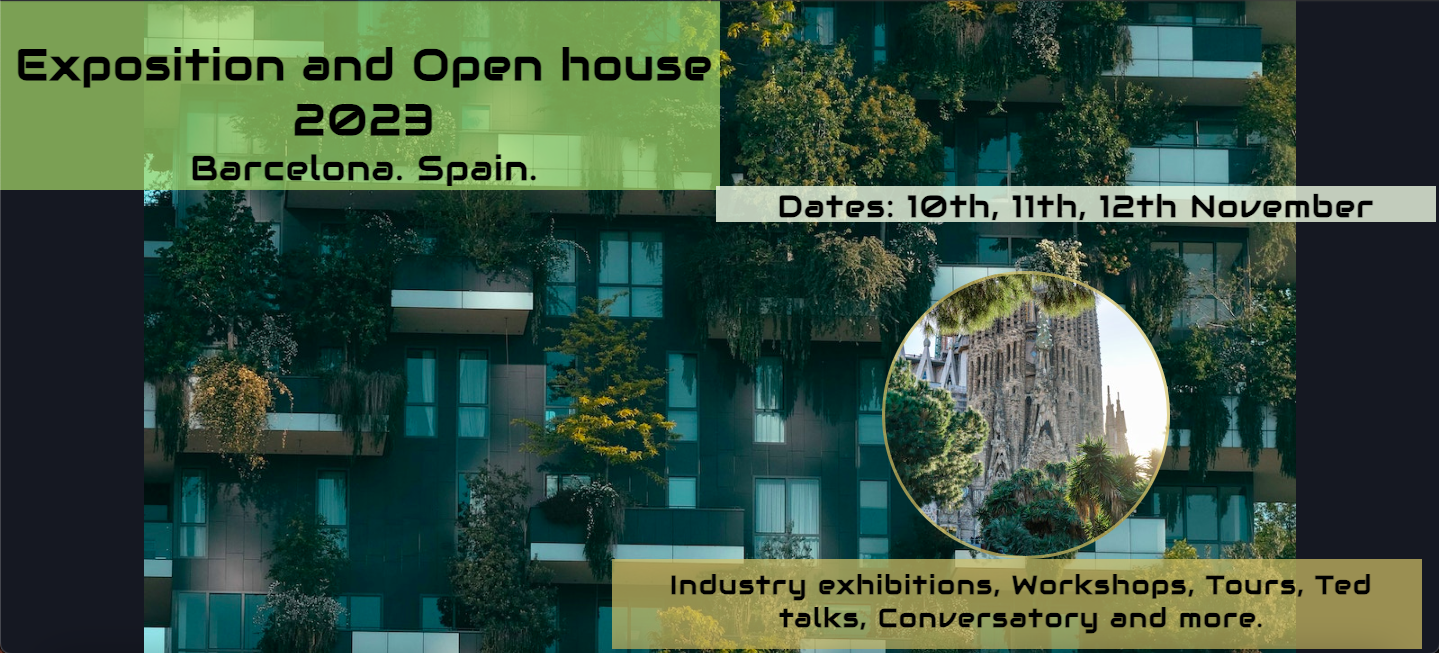 Exposition and Open house
2023
Barcelona. Spain.
Dates: 10th, 11th, 12th November
Industry exhibitions, Workshops, Tours, Ted
talks, Conversatory and more.